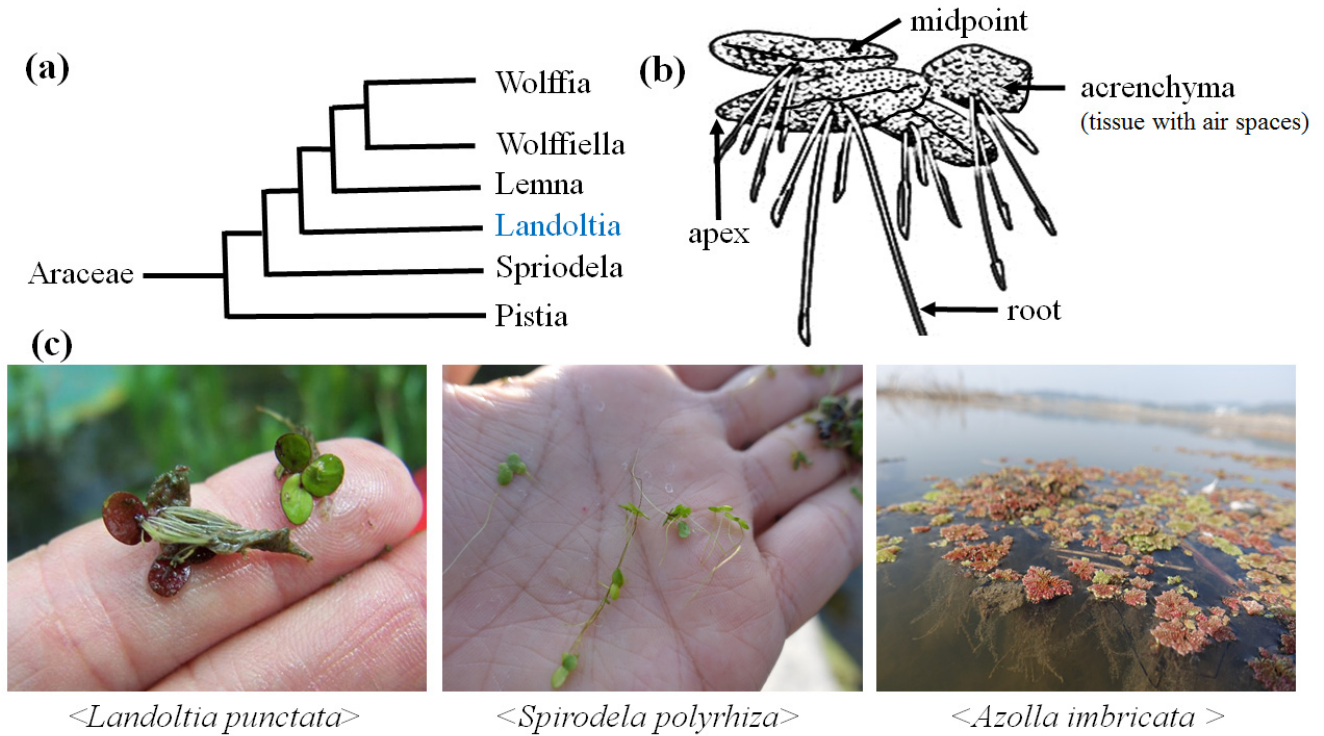 (a)
Wolffia
Wolffiella
Lemna
Landoltia
Spriodela
Pistia
Araceae
(b)
midpoint
acrenchyma
(tissue with air spaces)
apex
root
(c)
<Landoltia punctata>
<Spirodela polyrhiza>
<Azolla imbricata >